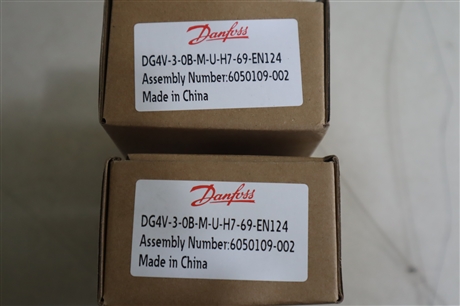 Danfoss
DG4V-3-0B-M-U-H7-69-EN124
Assembly Number:6050109-002
Made in China
Danfoss
DG4V-3-0B-M-U-H7-69-EN124
Assembly Number:6050109-002
Made in China